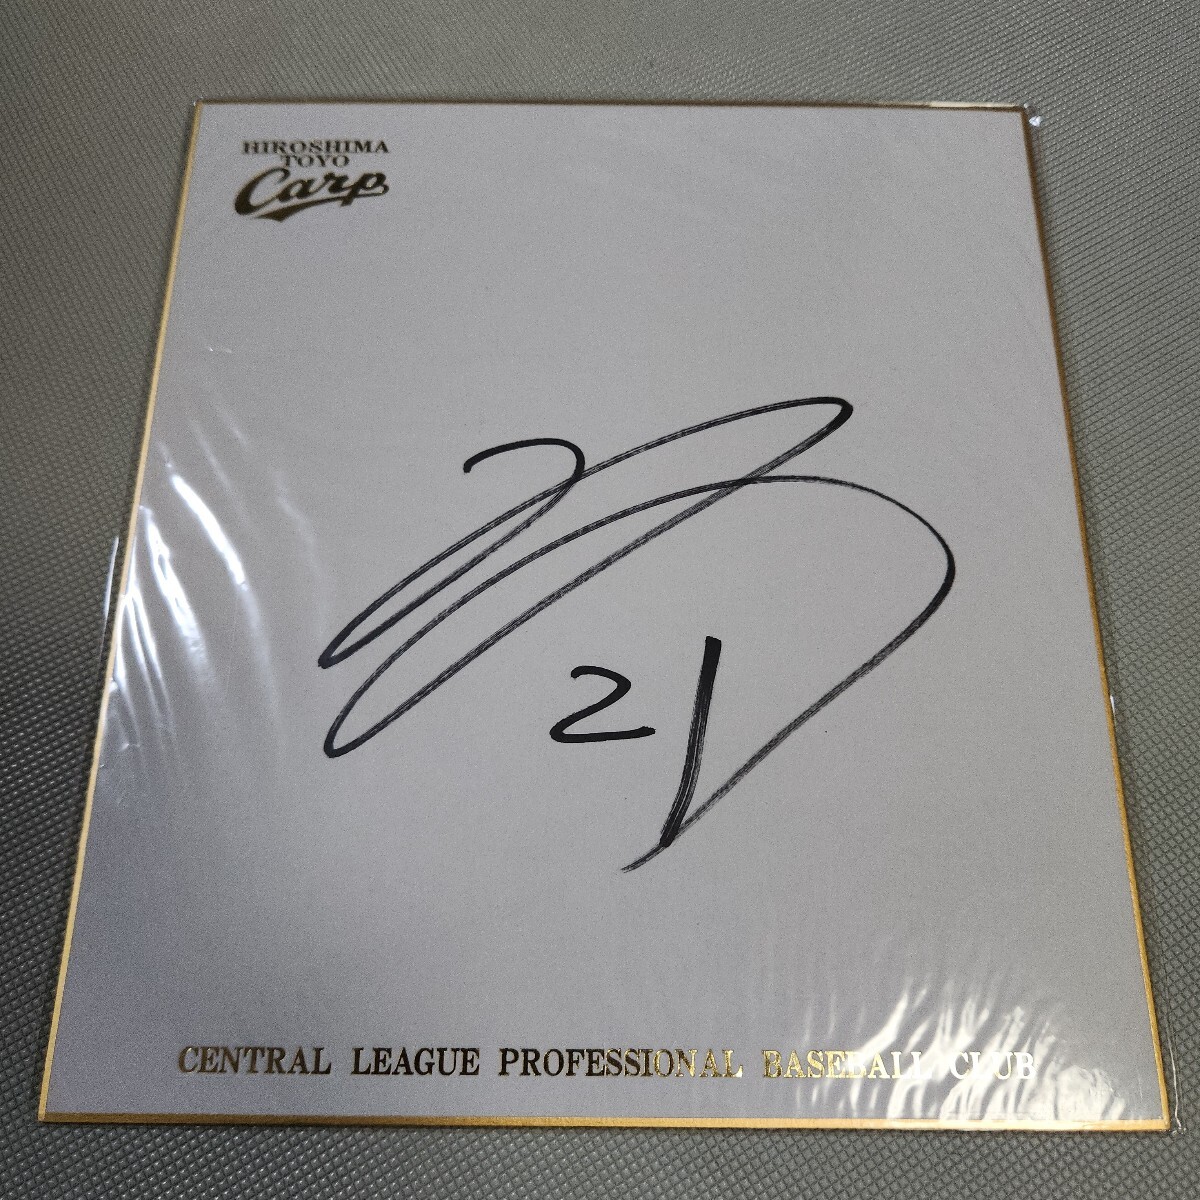 HIROSHIMA
TOYO
Carp
21
CENTRAL LEAGUE PROFESSIONAL BASEBALL CLUB